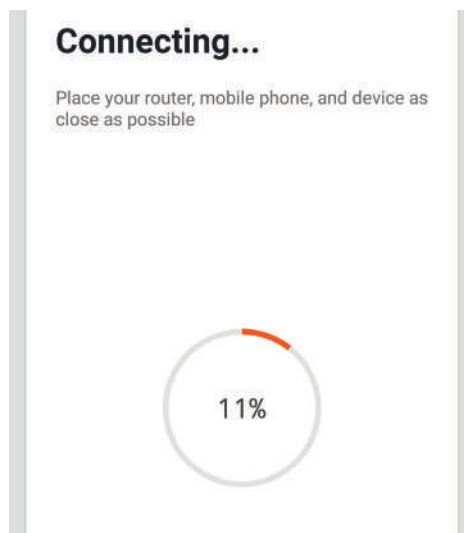 Connecting...
Place your router, mobile phone, and device as
close as possible
11%